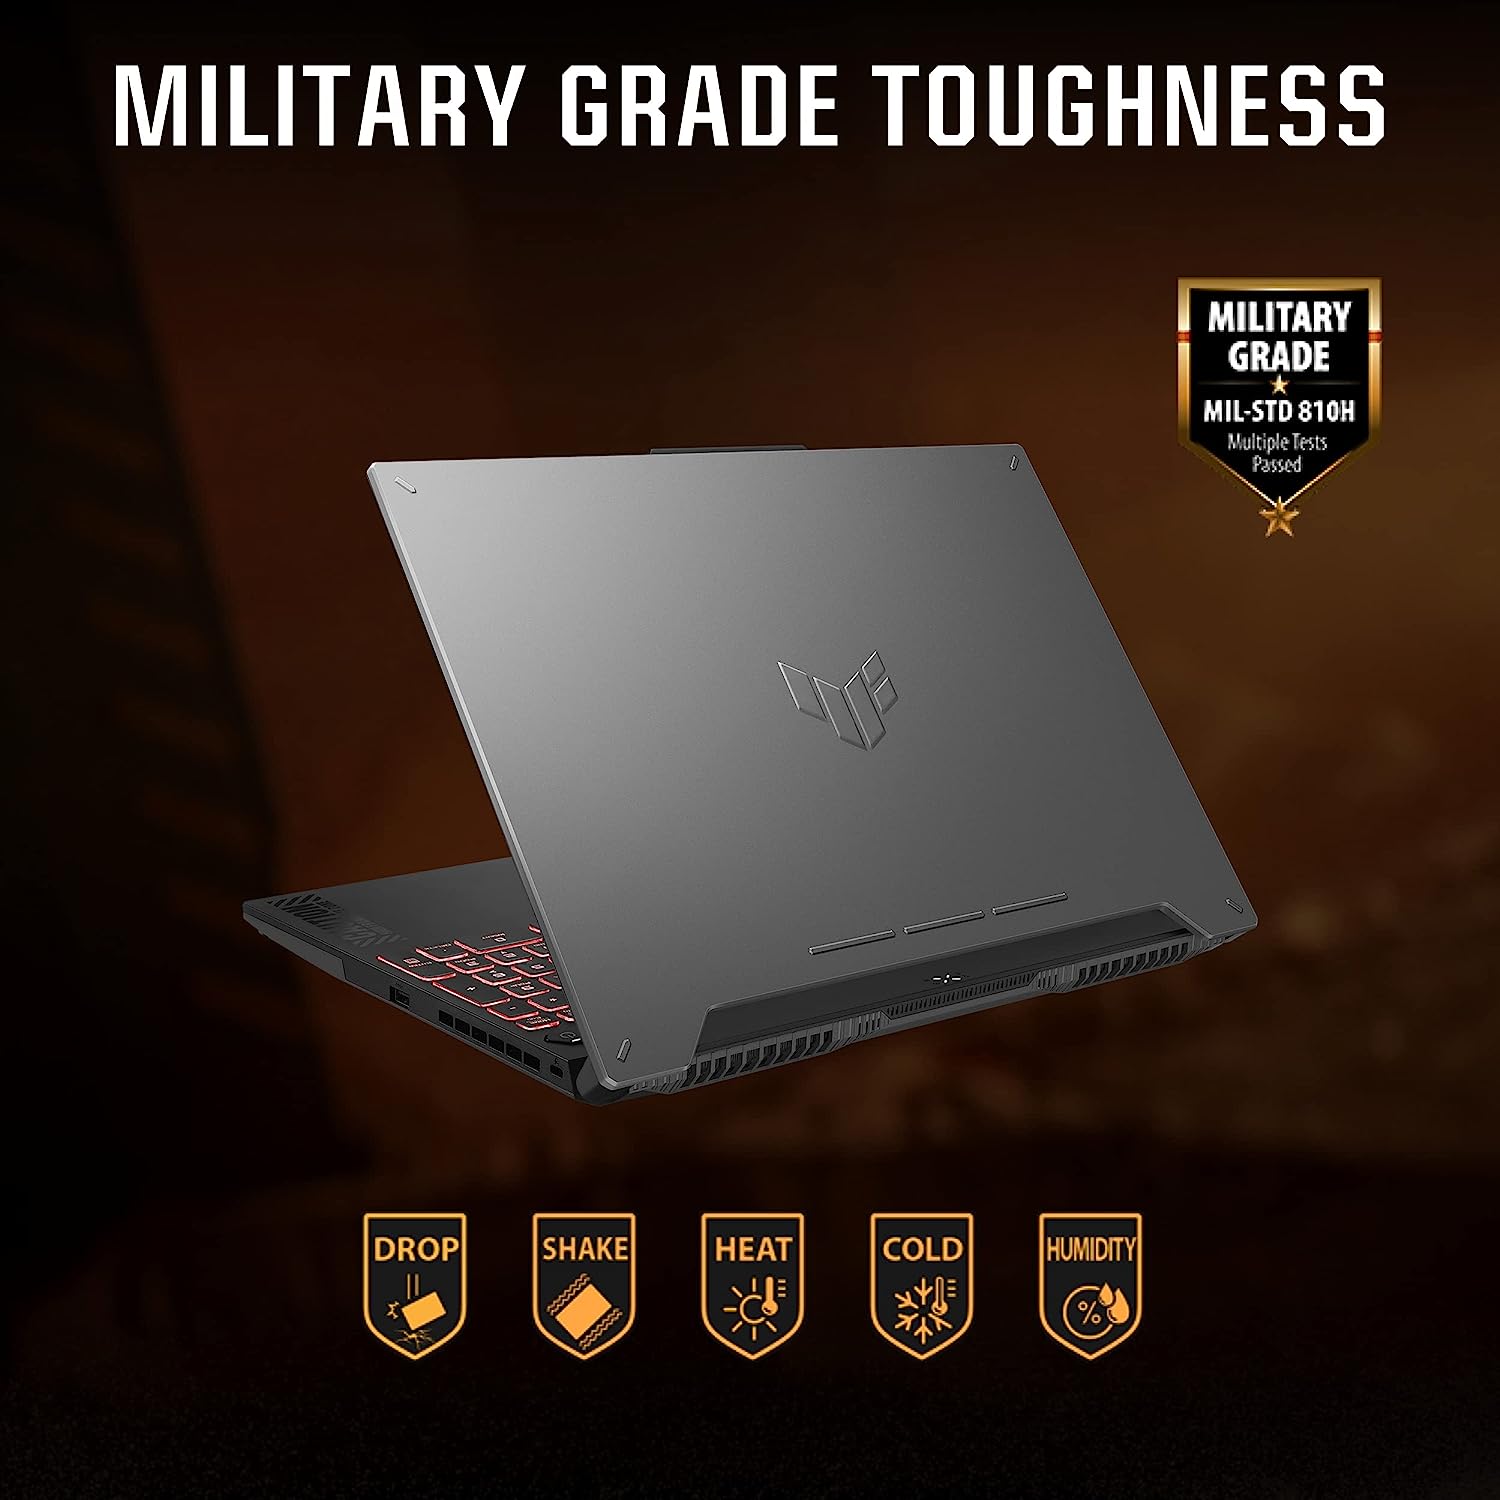 MILITARY GRADE TOUGHNESS
MILITARY
GRADE
MIL-STD 810H
Multiple Tests
Passed
DROP
SHAKE
HEAT
COLD
HUMIDITY
%